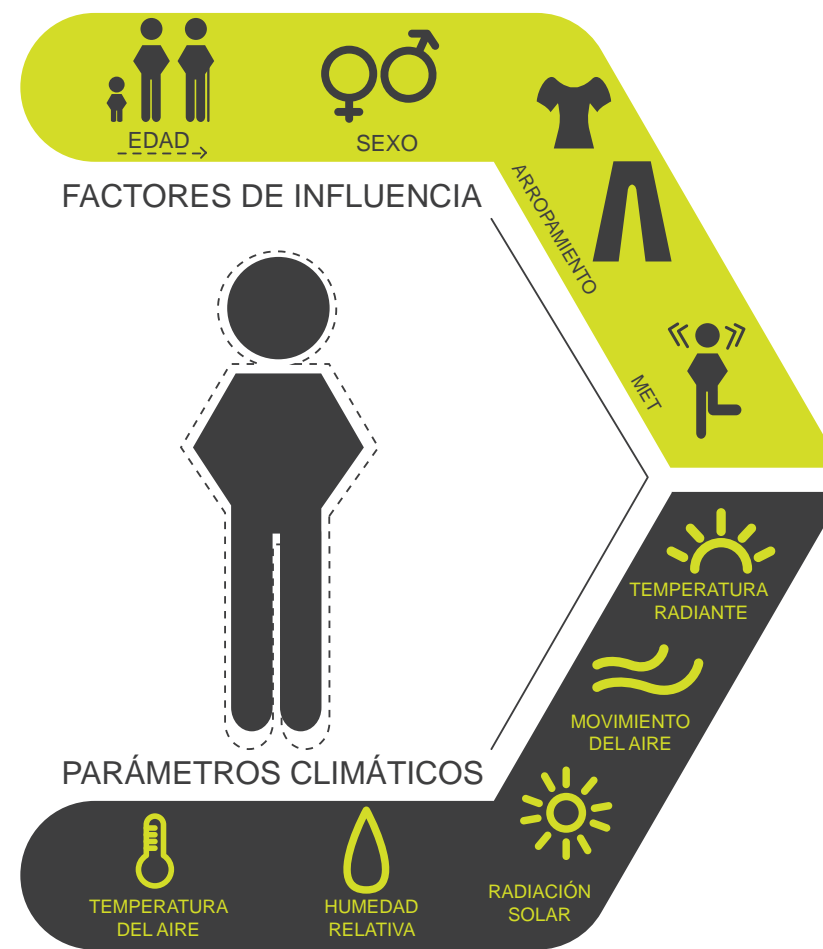 EDAD
SEXO
FACTORES DE INFLUENCIA
ARROPAMIENTO
MET
TEMPERATURA
RADIANTE
MOVIMIENTO
DEL AIRE
PARÁMETROS CLIMÁTICOS
RADIACIÓN
SOLAR
TEMPERATURA
DEL AIRE
HUMEDAD
RELATIVA